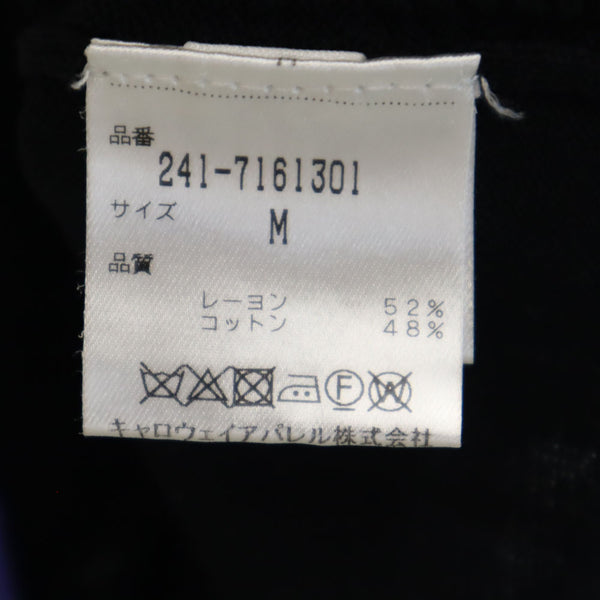 品番
241-7161301
サイズ
M
品質
レーヨン 52%
コットン 48%
F
W
キャロウェイアパレル株式会社